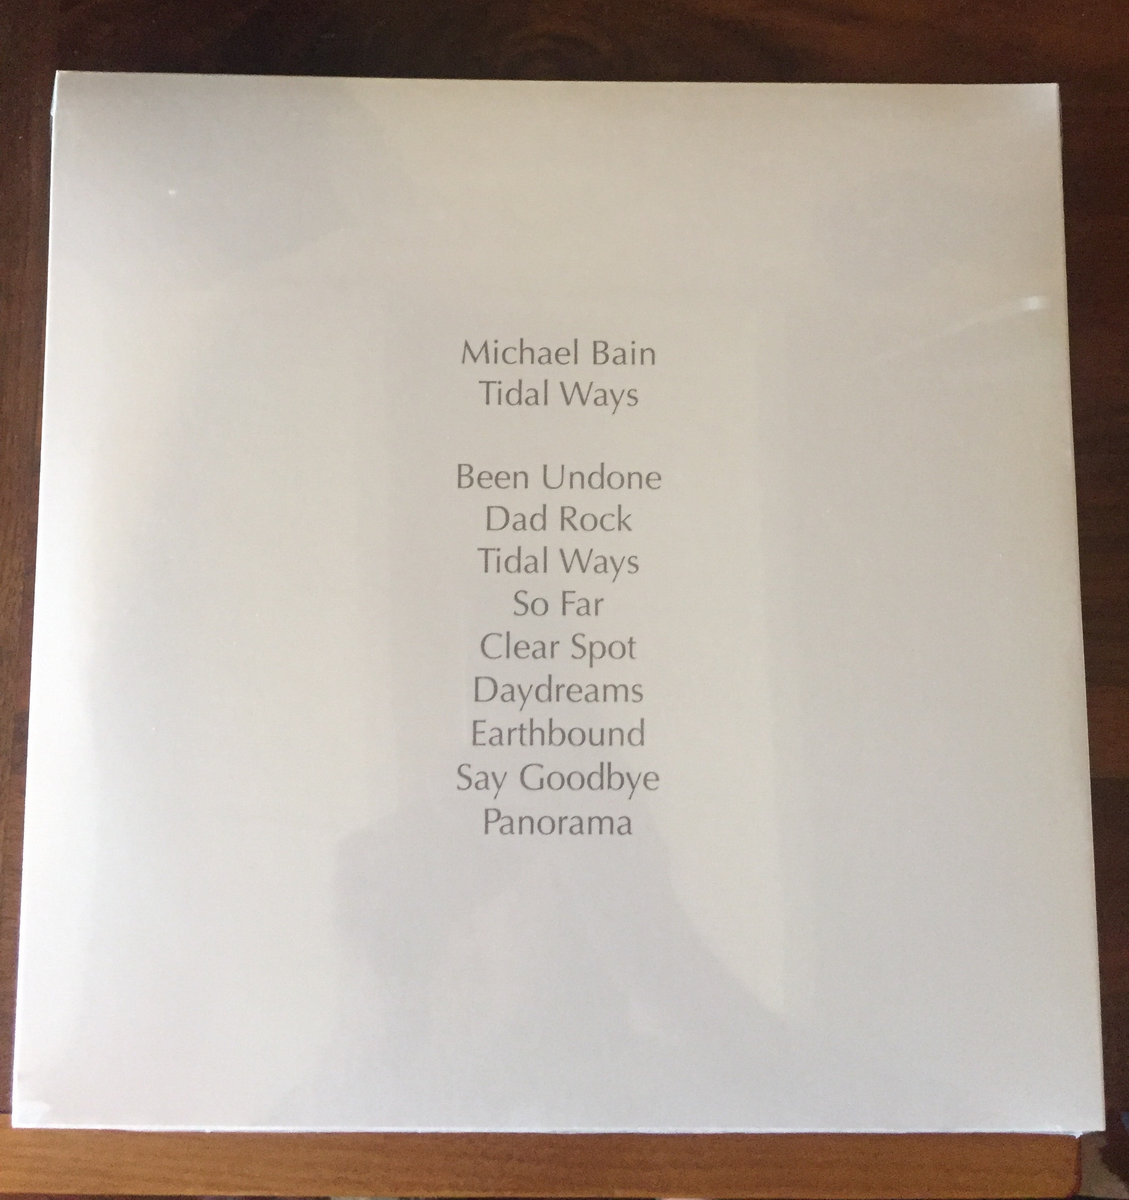 Michael Bain
Tidal Ways
Been Undone
Dad Rock
Tidal Ways
So Far
Clear Spot
Daydreams
Earthbound
Say Goodbye
Panorama